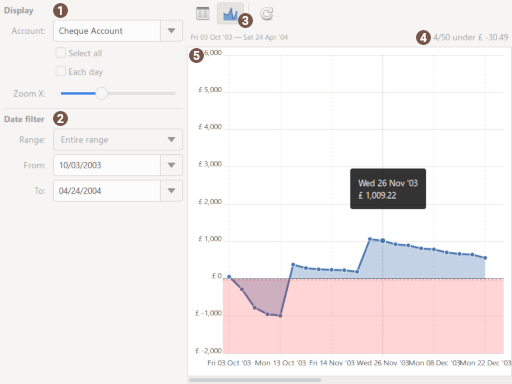 Display 1
Account: Cheque Account
Select all
Each day
Zoom X:
Date filter 2
Range: Entire range
From: 10/03/2003
To: 04/24/2004
3
Fri 03 Oct '03 — Sat 24 Apr '04
4 4/50 under £ -30.49
5 6,000
£ 5,000
£ 4,000
£ 3,000
£ 2,000
£ 1,000
£ 0
£ -1,000
£ -2,000
Wed 26 Nov '03
£ 1,009.22
Fri 03 Oct '03 Mon 13 Oct '03 Fri 14 Nov '03 Wed 26 Nov '03 Mon 08 Dec '03 Mon 22 Dec '03